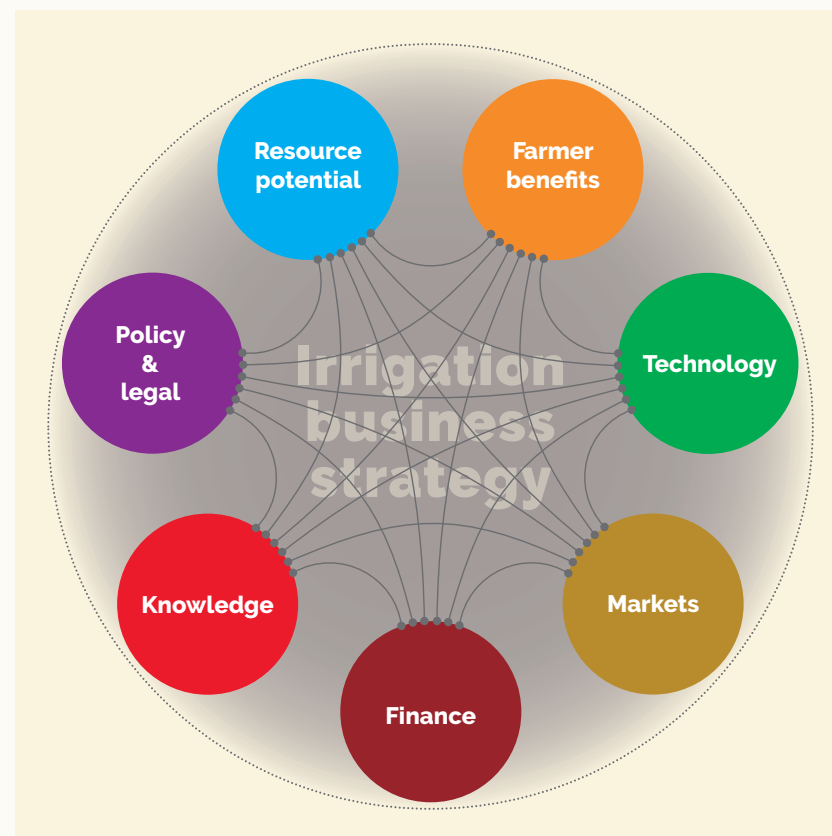 Resource
potential
Farmer
benefits
Policy
&
legal
Technology
Irrigation
business
strategy
Knowledge
Markets
Finance